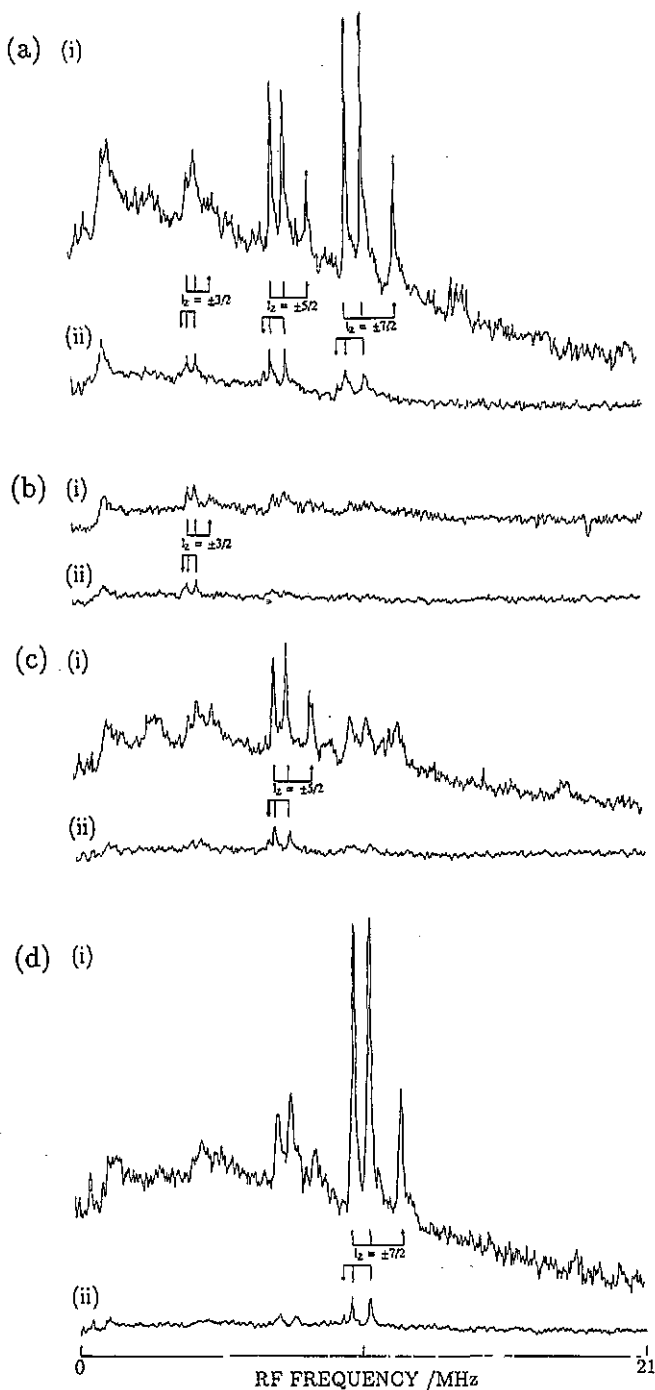 (a) (i)
I₂ = ±3/2 I₂ = ±5/2 I₂ = ±7/2
(ii)
(b) (i)
I₂ = ±3/2
(ii)
(c) (i)
I₂ = ±5/2
(ii)
(d) (i)
I₂ = ±7/2
(ii)
0 21
RF FREQUENCY /MHz